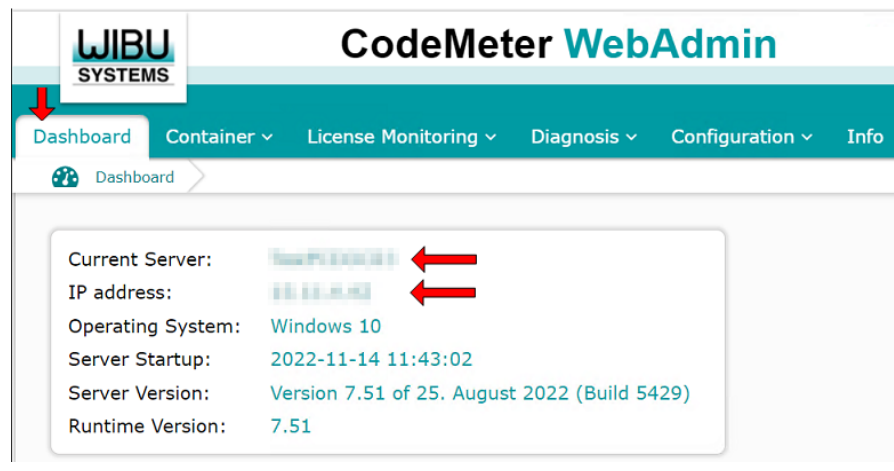 WIBU
SYSTEMS
CodeMeter WebAdmin
Dashboard Container License Monitoring Diagnosis Configuration Info
Dashboard
Current Server:
IP address:
Operating System: Windows 10
Server Startup: 2022-11-14 11:43:02
Server Version: Version 7.51 of 25. August 2022 (Build 5429)
Runtime Version: 7.51